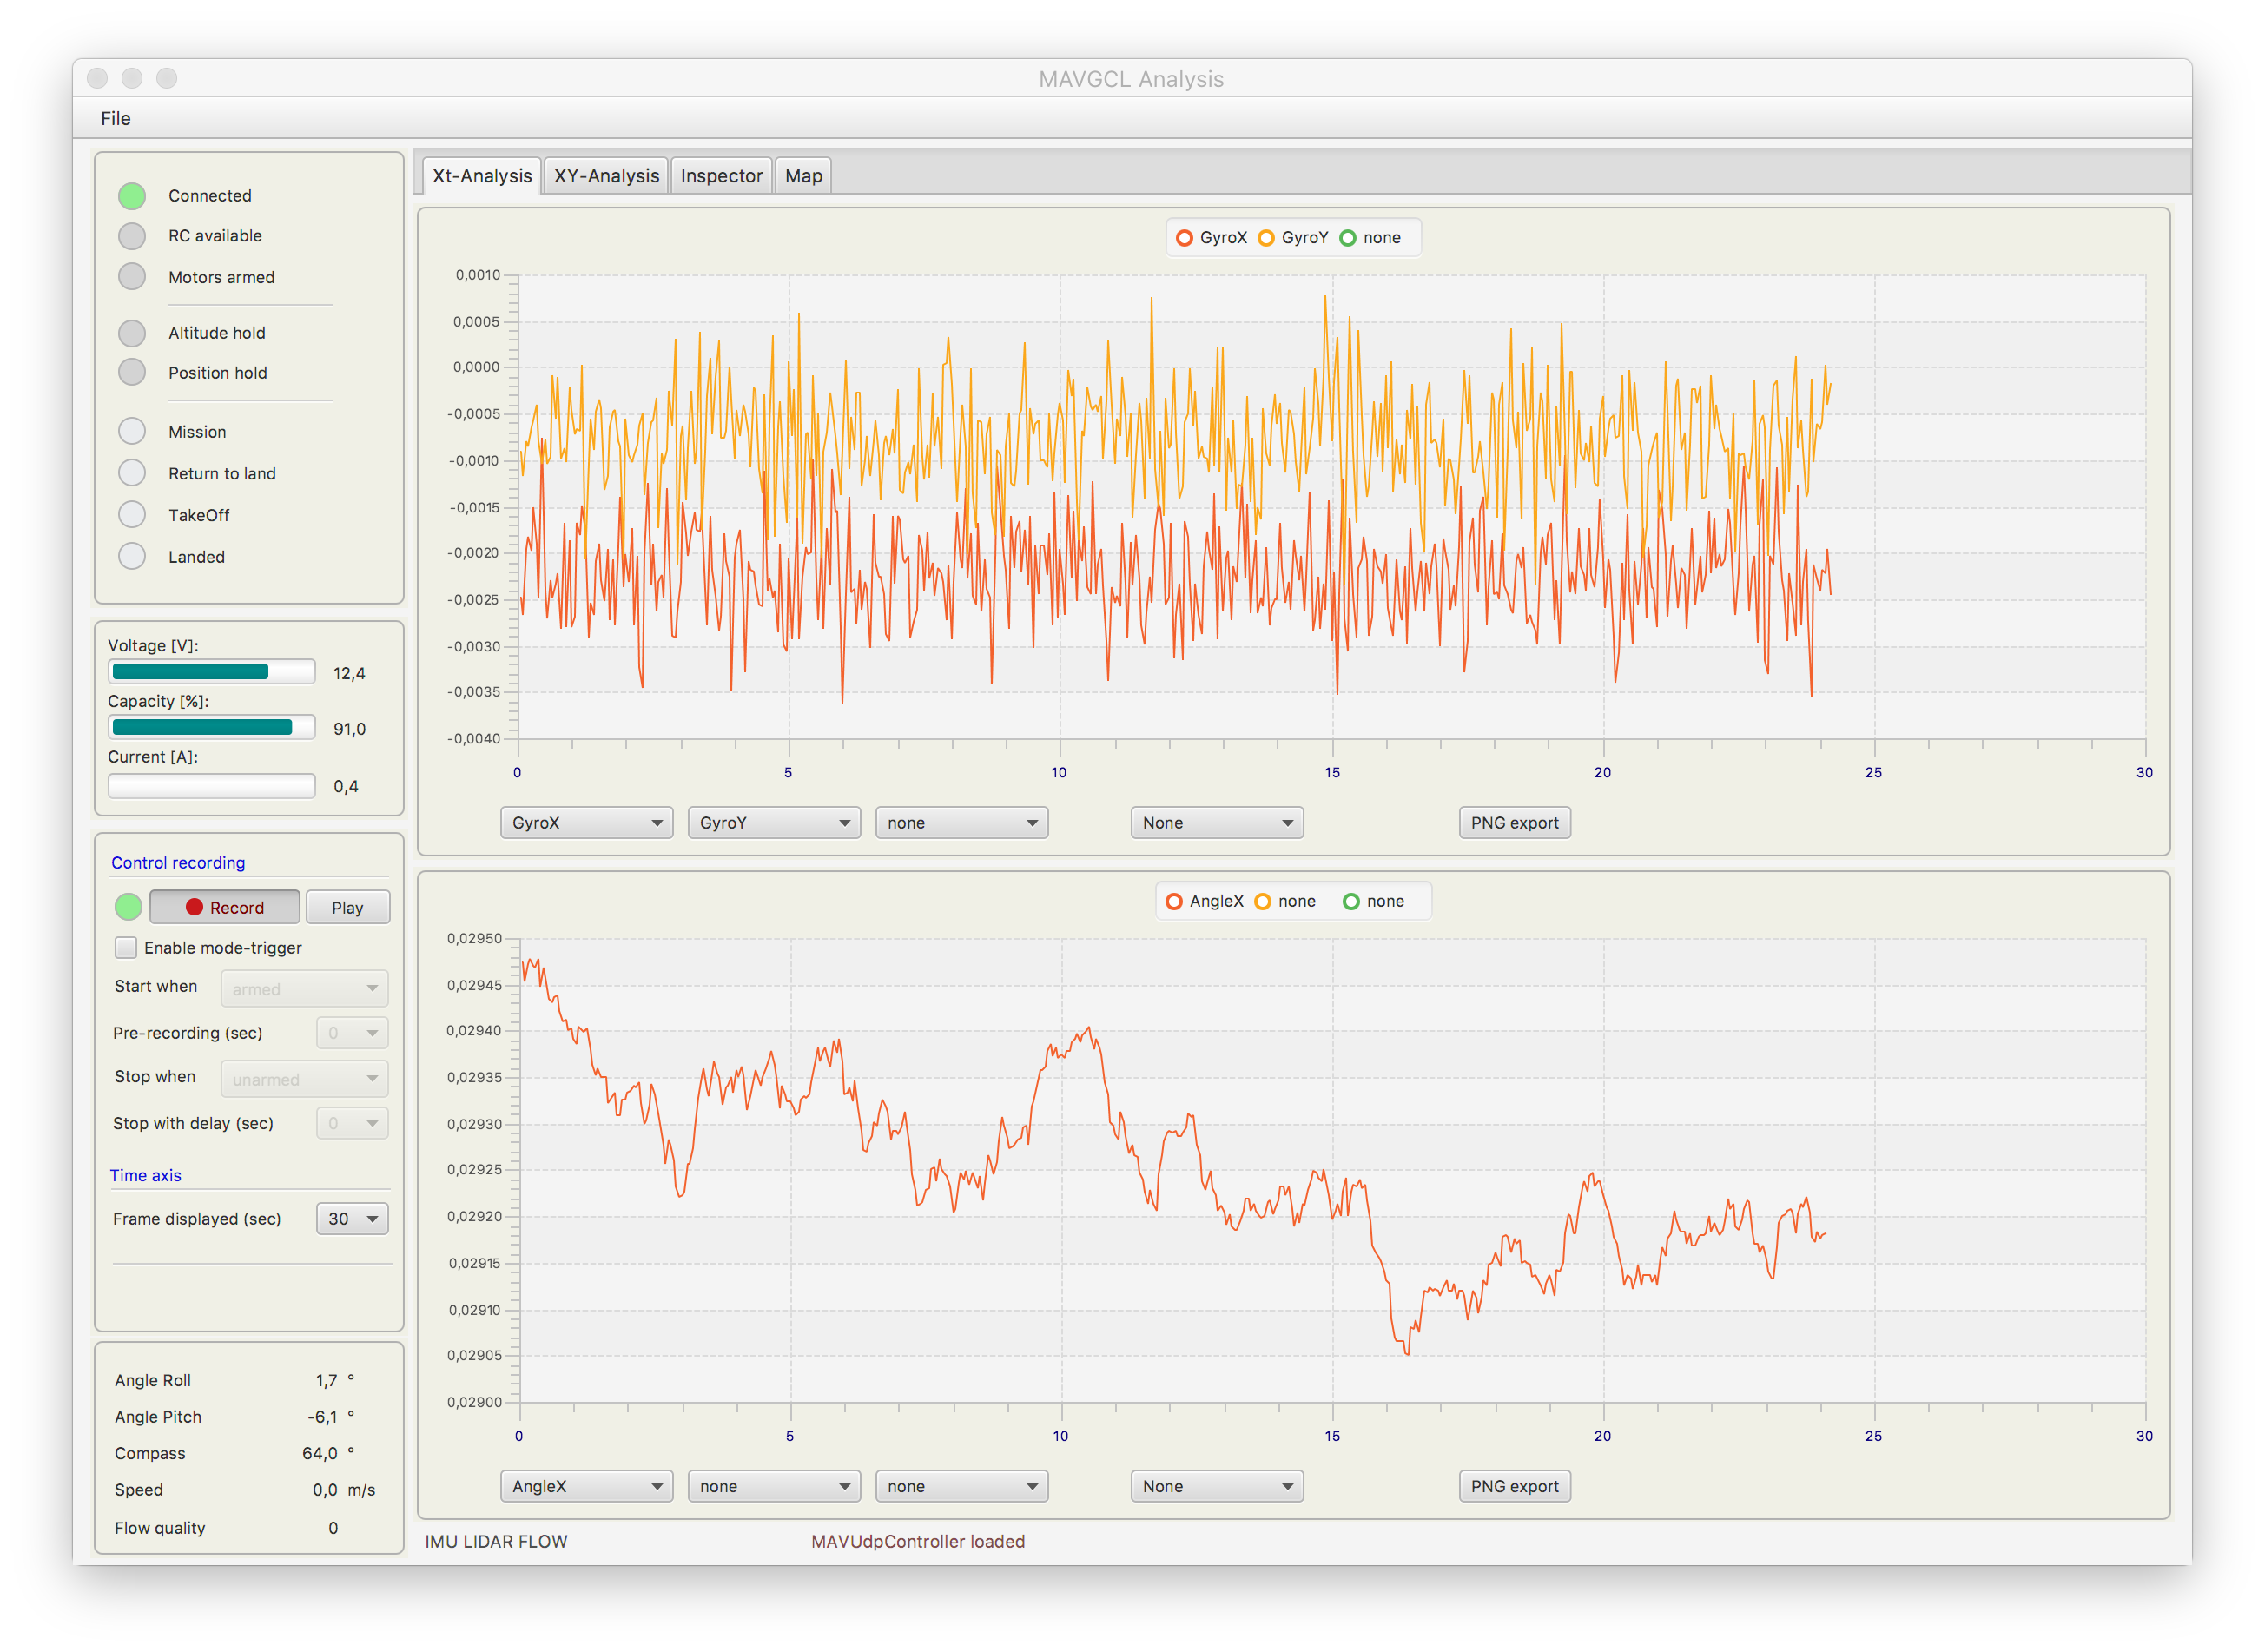 MAVGCL Analysis
File
Connected
RC available
Motors armed
Altitude hold
Position hold
Mission
Return to land
TakeOff
Landed
Voltage [V]:
12,4
Capacity [%]:
91,0
Current [A]:
0,4
Control recording
Record Play
Enable mode-trigger
Start when armed
Pre-recording (sec) 0
Stop when unarmed
Stop with delay (sec) 0
Time axis
Frame displayed (sec) 30
Angle Roll 1,7 °
Angle Pitch -6,1 °
Compass 64,0 °
Speed 0,0 m/s
Flow quality 0
Xt-Analysis XY-Analysis Inspector Map
GyroX GyroY none
0,0010
0,0005
0,0000
-0,0005
-0,0010
-0,0015
-0,0020
-0,0025
-0,0030
-0,0035
-0,0040
0 5 10 15 20 25 30
GyroX GyroY none None PNG export
AngleX none none
0,02950
0,02945
0,02940
0,02935
0,02930
0,02925
0,02920
0,02915
0,02910
0,02905
0,02900
0 5 10 15 20 25 30
AngleX none none None PNG export
IMU LIDAR FLOW MAVUdpController loaded